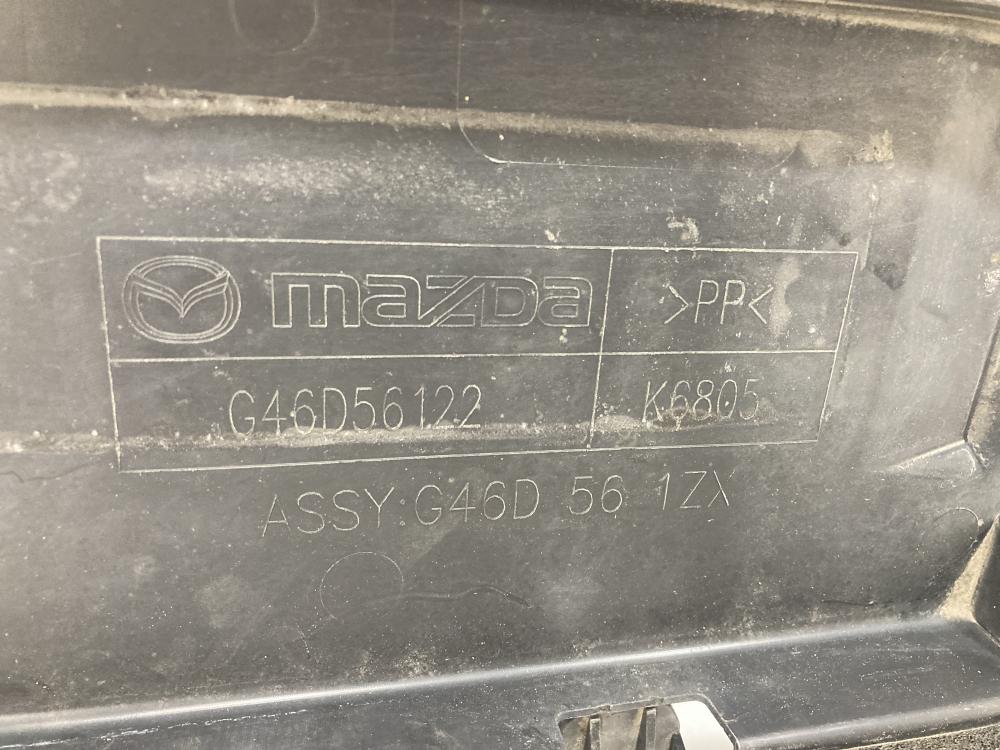 mazda >PP<
G46D56122 K6805
ASSY:G46D 56 1ZX